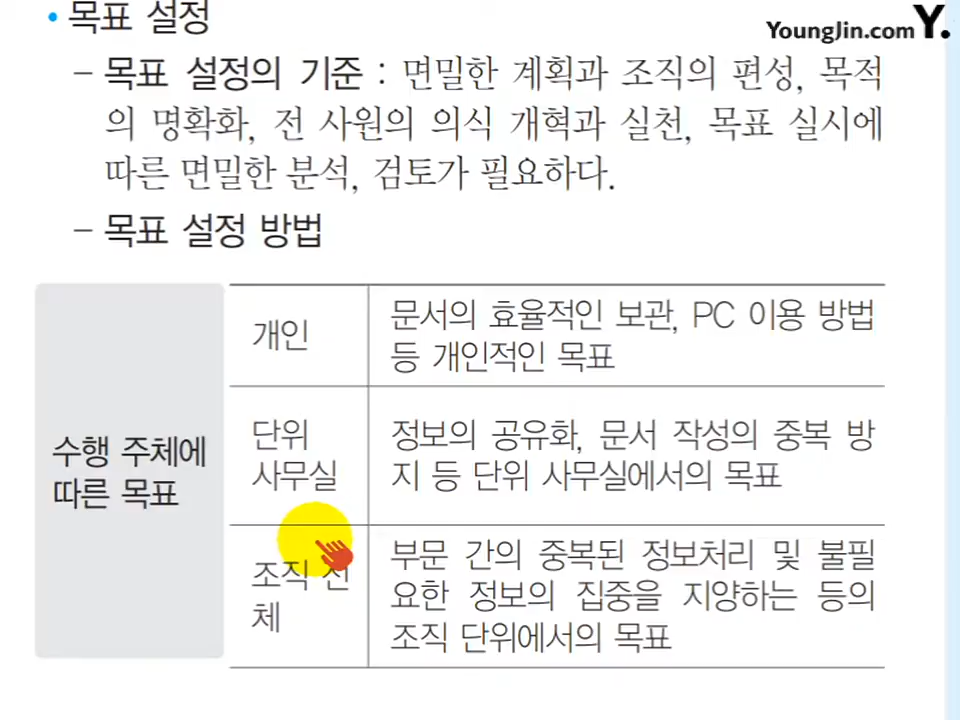 • 목표 설정
YoungJin.com Y.
– 목표 설정의 기준 : 면밀한 계획과 조직의 편성, 목적
의 명확화, 전 사원의 의식 개혁과 실천, 목표 실시에
따른 면밀한 분석, 검토가 필요하다.
– 목표 설정 방법
수행 주체에
따른 목표
개인
문서의 효율적인 보관, PC 이용 방법
등 개인적인 목표
단위
사무실
정보의 공유화, 문서 작성의 중복 방
지 등 단위 사무실에서의 목표
조직 전
체
부문 간의 중복된 정보처리 및 불필
요한 정보의 집중을 지양하는 등의
조직 단위에서의 목표